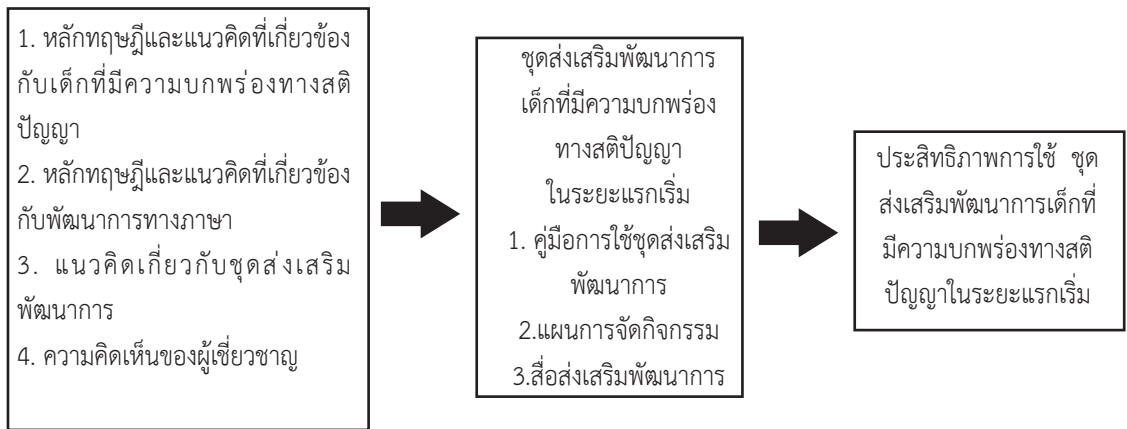 1. หลักทฤษฎีและแนวคิดที่เกี่ยวข้อง
กับเด็กที่มีความบกพร่องทางสติ
ปัญญา
2. หลักทฤษฎีและแนวคิดที่เกี่ยวข้อง
กับพัฒนาการทางภาษา
3. แนวคิดเกี่ยวกับชุดส่งเสริม
พัฒนาการ
4. ความคิดเห็นของผู้เชี่ยวชาญ
ชุดส่งเสริมพัฒนาการ
เด็กที่มีความบกพร่อง
ทางสติปัญญา
ในระยะแรกเริ่ม
1. คู่มือการใช้ชุดส่งเสริม
พัฒนาการ
2.แผนการจัดกิจกรรม
3.สื่อส่งเสริมพัฒนาการ
ประสิทธิภาพการใช้ ชุด
ส่งเสริมพัฒนาการเด็กที่
มีความบกพร่องทางสติ
ปัญญาในระยะแรกเริ่ม